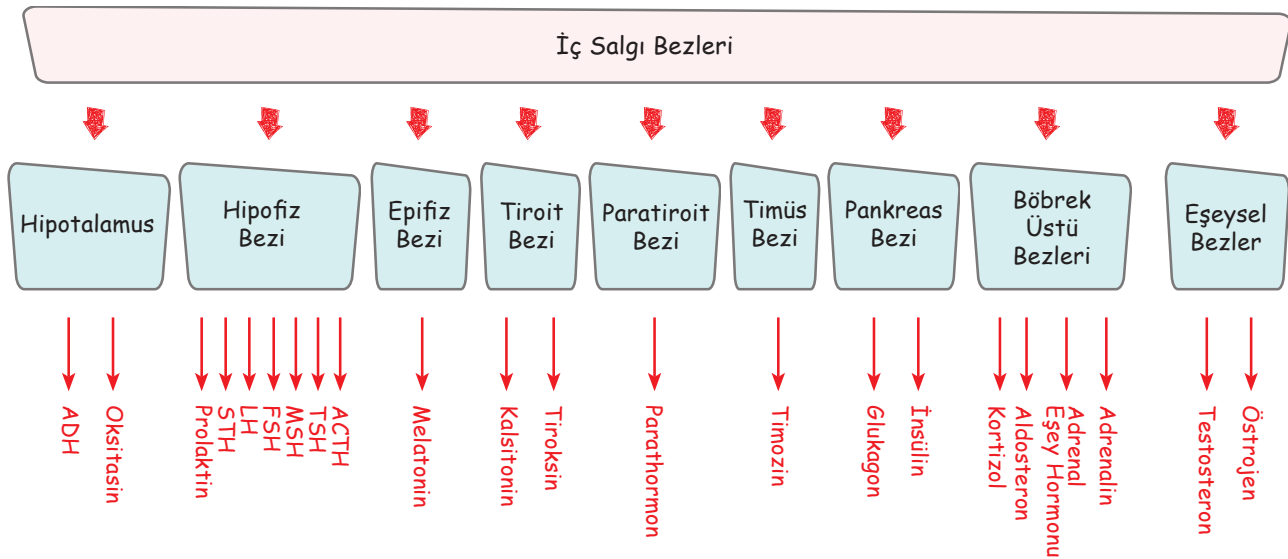 İç Salgı Bezleri
Hipotalamus
Hipofiz
Bezi
Epifiz
Bezi
Tiroit
Bezi
Paratiroit
Bezi
Timüs
Bezi
Pankreas
Bezi
Böbrek
Üstü
Bezleri
Eşeysel
Bezler
ADH
Oksitasin
Prolaktin
STH
LH
FSH
MSH
TSH
ACTH
Melatonin
Kalsitonin
Tiroksin
Parathormon
Timozin
Glukagon
İnsülin
Kortizol
Aldosteron
Adrenal
Eşey Hormonu
Adrenalin
Testosteron
Östrojen